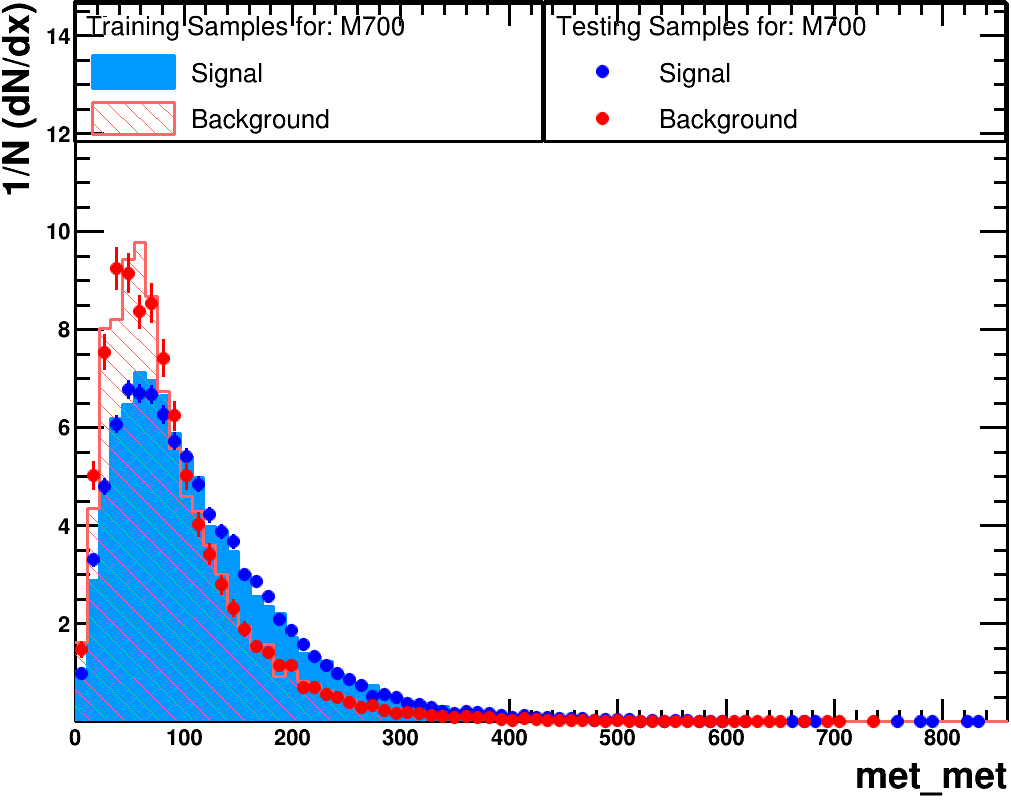 Training Samples for: M700
Signal
Background
Testing Samples for: M700
Signal
Background
1/N (dN/dx)
14
12
10
8
6
4
2
0 100 200 300 400 500 600 700 800
met_met